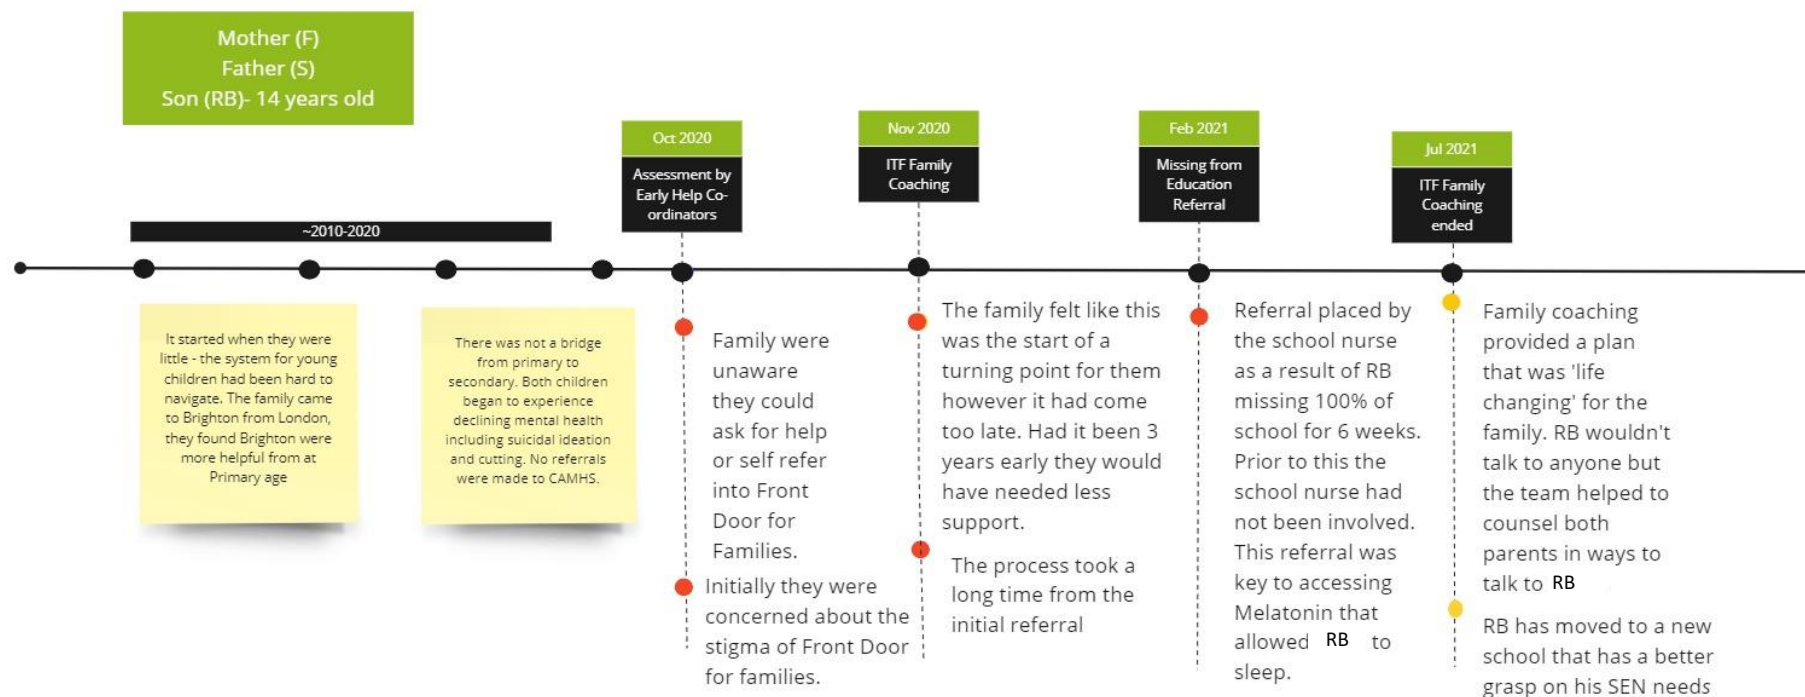 Mother (F)
Father (S)
Son (RB)- 14 years old
~2010-2020
It started when they were
little - the system for young
children had been hard to
navigate. The family came
to Brighton from London,
they found Brighton were
more helpful from at
Primary age
There was not a bridge
from primary to
secondary. Both children
began to experience
declining mental health
including suicidal ideation
and cutting. No referrals
were made to CAMHS.
Oct 2020
Assessment by
Early Help Co-
ordinators
Family were
unaware
they could
ask for help
or self refer
into Front
Door for
Families.
Initially they were
concerned about the
stigma of Front Door
for families.
Nov 2020
ITF Family
Coaching
The family felt like this
was the start of a
turning point for them
however it had come
too late. Had it been 3
years early they would
have needed less
support.
The process took a
long time from the
initial referral
Feb 2021
Missing from
Education
Referral
Referral placed by
the school nurse
as a result of RB
missing 100% of
school for 6 weeks.
Prior to this the
school nurse had
not been involved.
This referral was
key to accessing
Melatonin that
allowed RB to
sleep.
Jul 2021
ITF Family
Coaching
ended
Family coaching
provided a plan
that was 'life
changing' for the
family. RB wouldn't
talk to anyone but
the team helped to
counsel both
parents in ways to
talk to RB
RB has moved to a new
school that has a better
grasp on his SEN needs